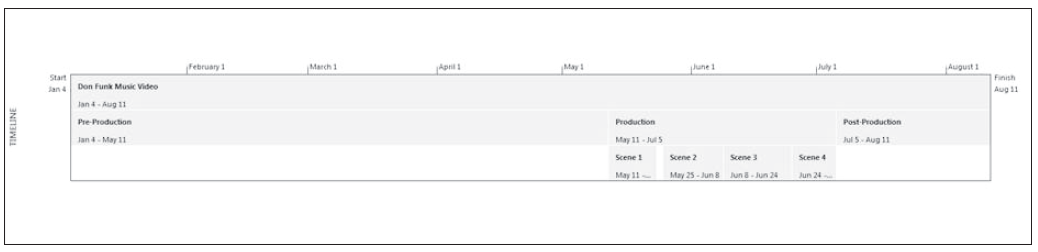 February 1 March 1 April 1 May 1 June 1 July 1 August 1
Start
Jan 4
Finish
Aug 11
TIMELINE
Don Funk Music Video
Jan 4 - Aug 11
Pre-Production
Jan 4 - May 11
Production
May 11 - Jul 5
Post-Production
Jul 5 - Aug 11
Scene 1
May 11 -...
Scene 2
May 25 - Jun 8
Scene 3
Jun 8 - Jun 24
Scene 4
Jun 24 -...